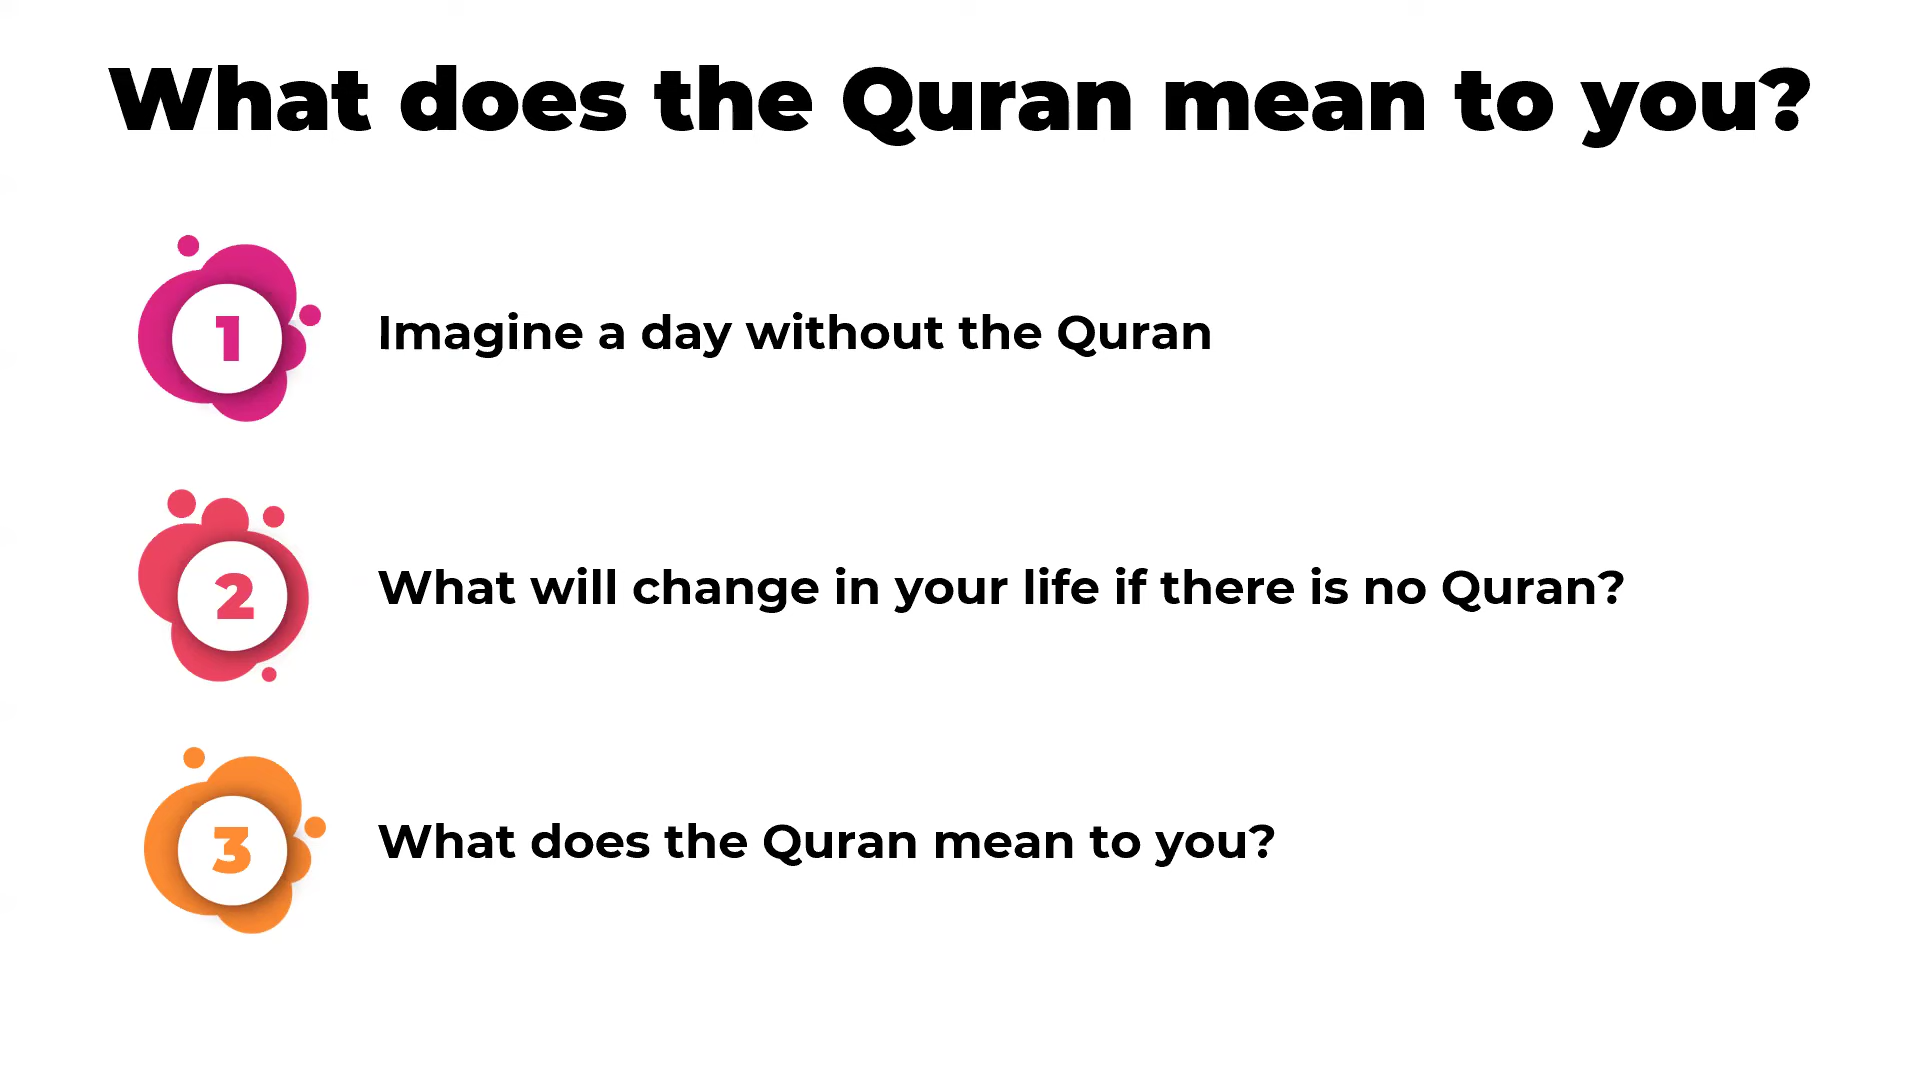 What does the Quran mean to you?
1
Imagine a day without the Quran
2
What will change in your life if there is no Quran?
3
What does the Quran mean to you?